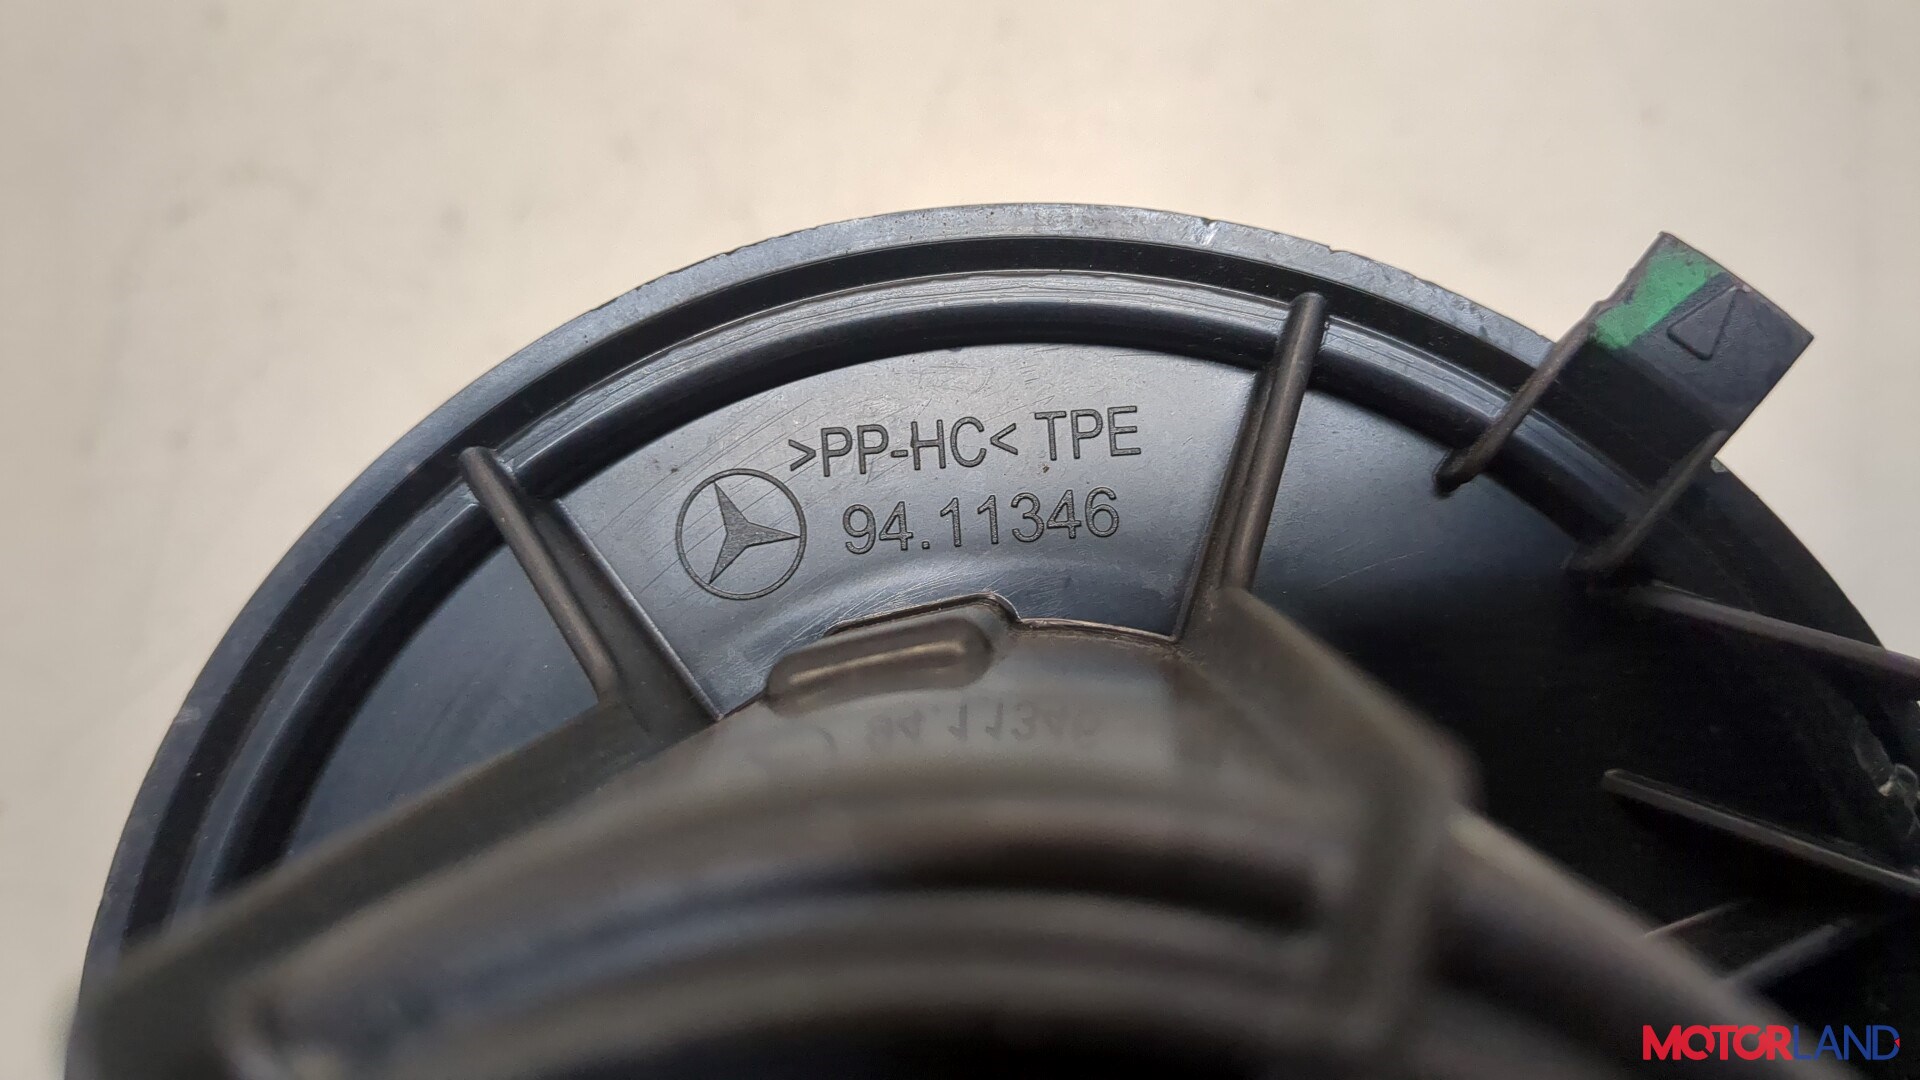 >PP-HC< TPE
94.11346
MOTORLAND